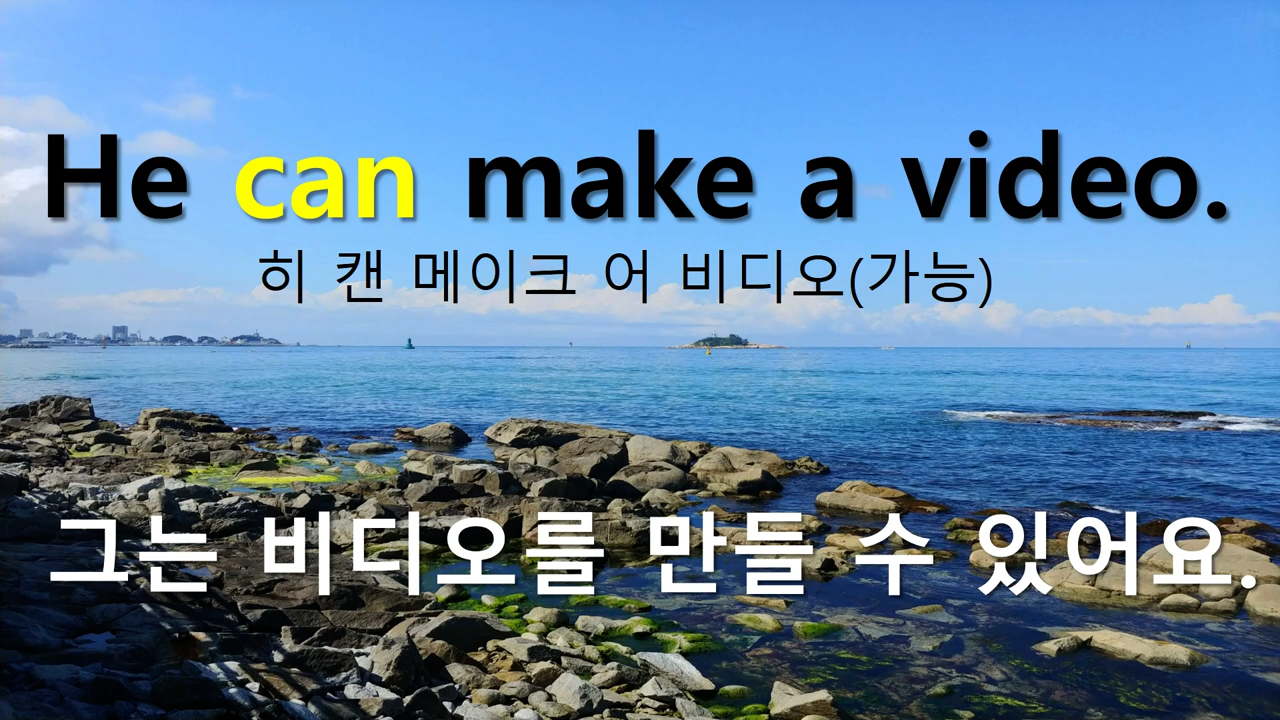 He can make a video.
히 캔 메이크 어 비디오(가능)
그는 비디오를 만들 수 있어요.